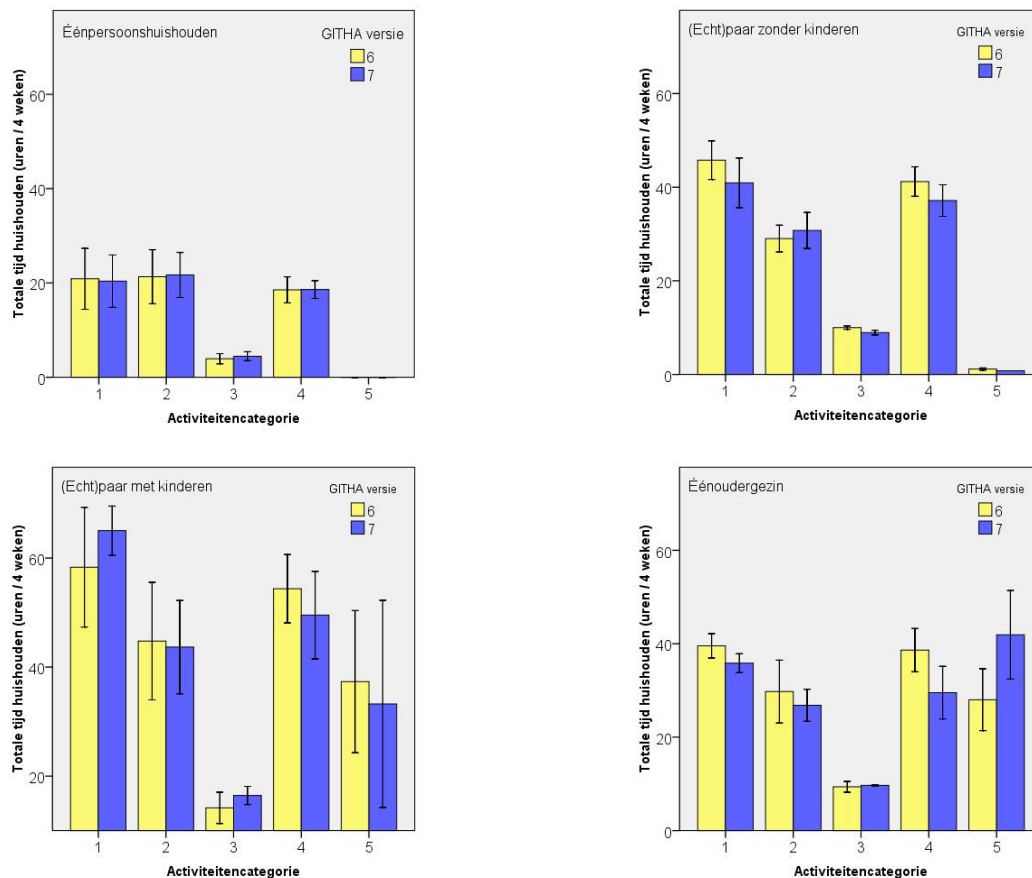 Éénpersoonshuishouden
GITHA versie
6
7
Totale tijd huishouden (uren / 4 weken)
60
40
20
0
1 2 3 4 5
Activiteitencategorie
(Echt)paar zonder kinderen
GITHA versie
6
7
Totale tijd huishouden (uren / 4 weken)
60
40
20
0
1 2 3 4 5
Activiteitencategorie
(Echt)paar met kinderen
GITHA versie
6
7
Totale tijd huishouden (uren / 4 weken)
60
40
20
1 2 3 4 5
Activiteitencategorie
Éénoudergezin
GITHA versie
6
7
Totale tijd huishouden (uren / 4 weken)
60
40
20
0
1 2 3 4 5
Activiteitencategorie